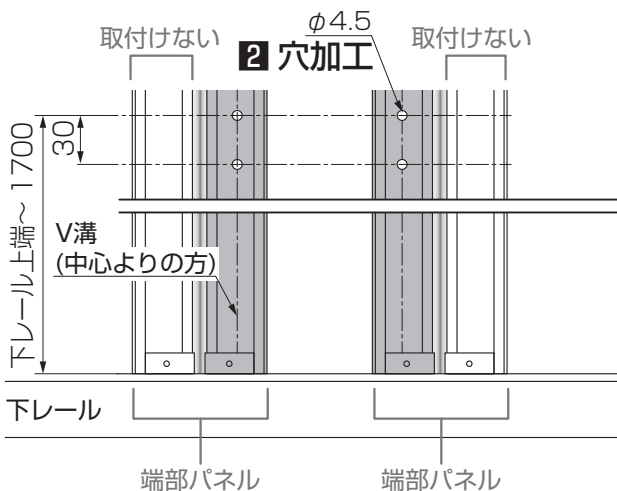 φ4.5
取付けない
取付けない
2 穴加工
30
下レール上端～1700
V溝
(中心よりの方)
下レール
端部パネル
端部パネル